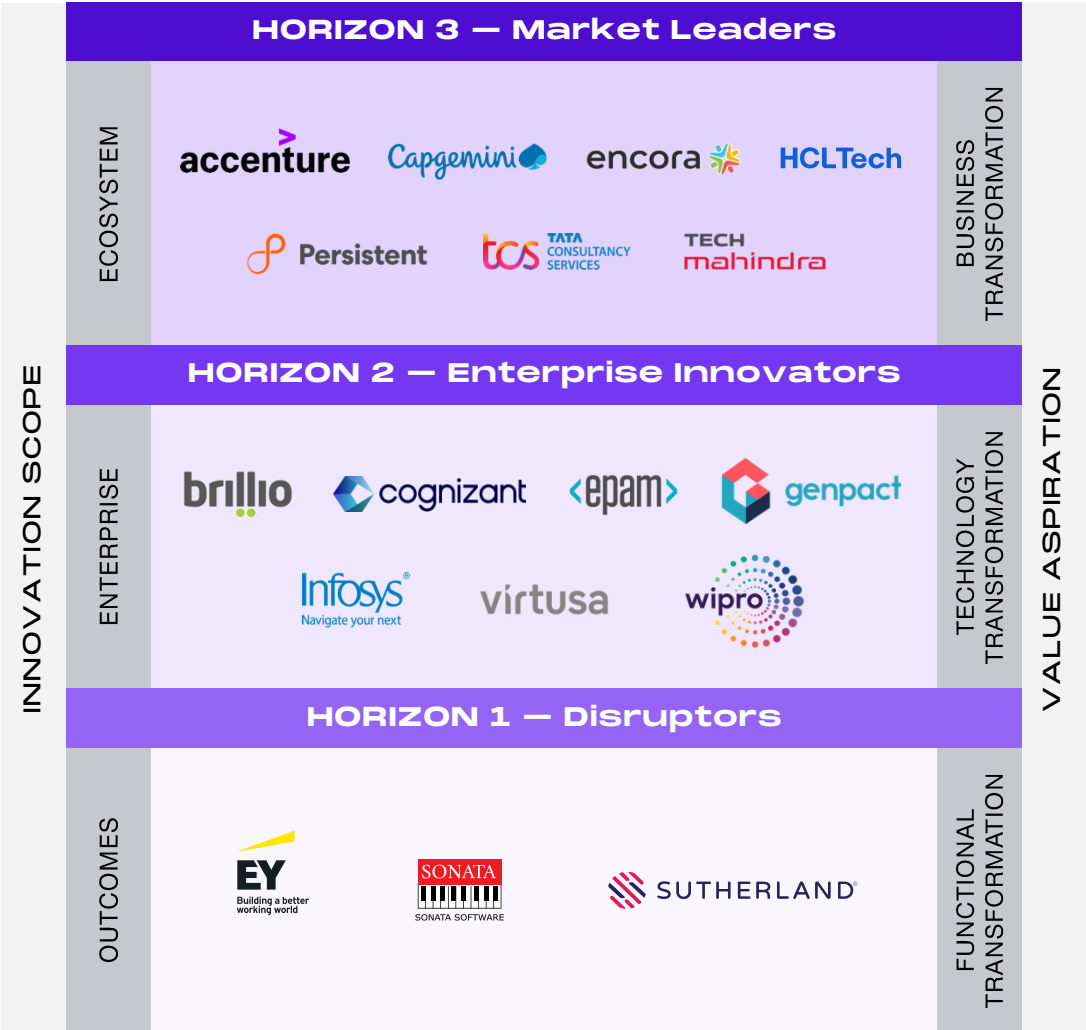 HORIZON 3 — Market Leaders
INNOVATION SCOPE
VALUE ASPIRATION
ECOSYSTEM
accenture
Capgemini
encora
HCLTech
Persistent
tcs TATA
CONSULTANCY
SERVICES
TECH
mahindra
BUSINESS
TRANSFORMATION
HORIZON 2 — Enterprise Innovators
ENTERPRISE
brillio
cognizant
<epam>
genpact
Infosys®
Navigate your next
virtusa
wipro
TECHNOLOGY
TRANSFORMATION
HORIZON 1 — Disruptors
OUTCOMES
EY
Building a better
working world
SONATA
SONATA SOFTWARE
SUTHERLAND®
FUNCTIONAL
TRANSFORMATION